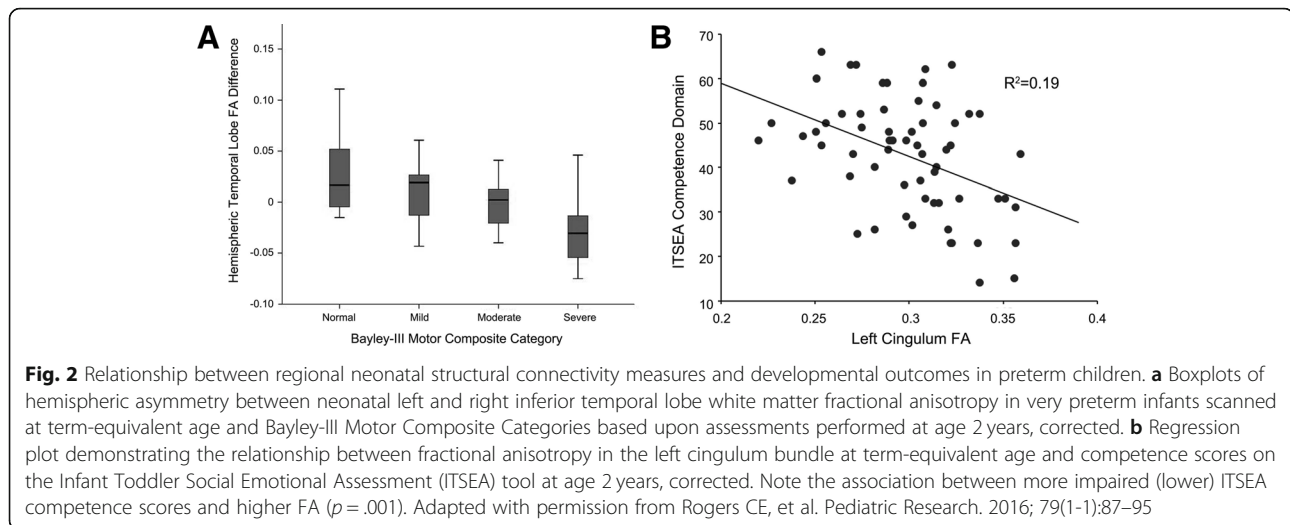 A
0.15
0.10
0.05
0
-0.05
-0.10
Hemispheric Temporal Lobe FA Difference
Normal Mild Moderate Severe
Bayley-III Motor Composite Category
B
70
60
50
40
30
20
10
ITSEA Competence Domain
R²=0.19
0.2 0.25 0.3 0.35 0.4
Left Cingulum FA
Fig. 2 Relationship between regional neonatal structural connectivity measures and developmental outcomes in preterm children. a Boxplots of
hemispheric asymmetry between neonatal left and right inferior temporal lobe white matter fractional anisotropy in very preterm infants scanned
at term-equivalent age and Bayley-III Motor Composite Categories based upon assessments performed at age 2 years, corrected. b Regression
plot demonstrating the relationship between fractional anisotropy in the left cingulum bundle at term-equivalent age and competence scores on
the Infant Toddler Social Emotional Assessment (ITSEA) tool at age 2 years, corrected. Note the association between more impaired (lower) ITSEA
competence scores and higher FA (p = .001). Adapted with permission from Rogers CE, et al. Pediatric Research. 2016; 79(1-1):87–95